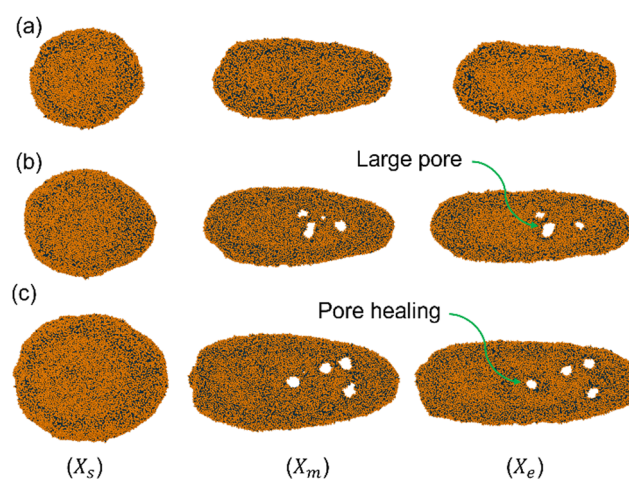 (a)
(b)
Large pore
(c)
Pore healing
(Xₛ) (Xₘ) (Xₑ)